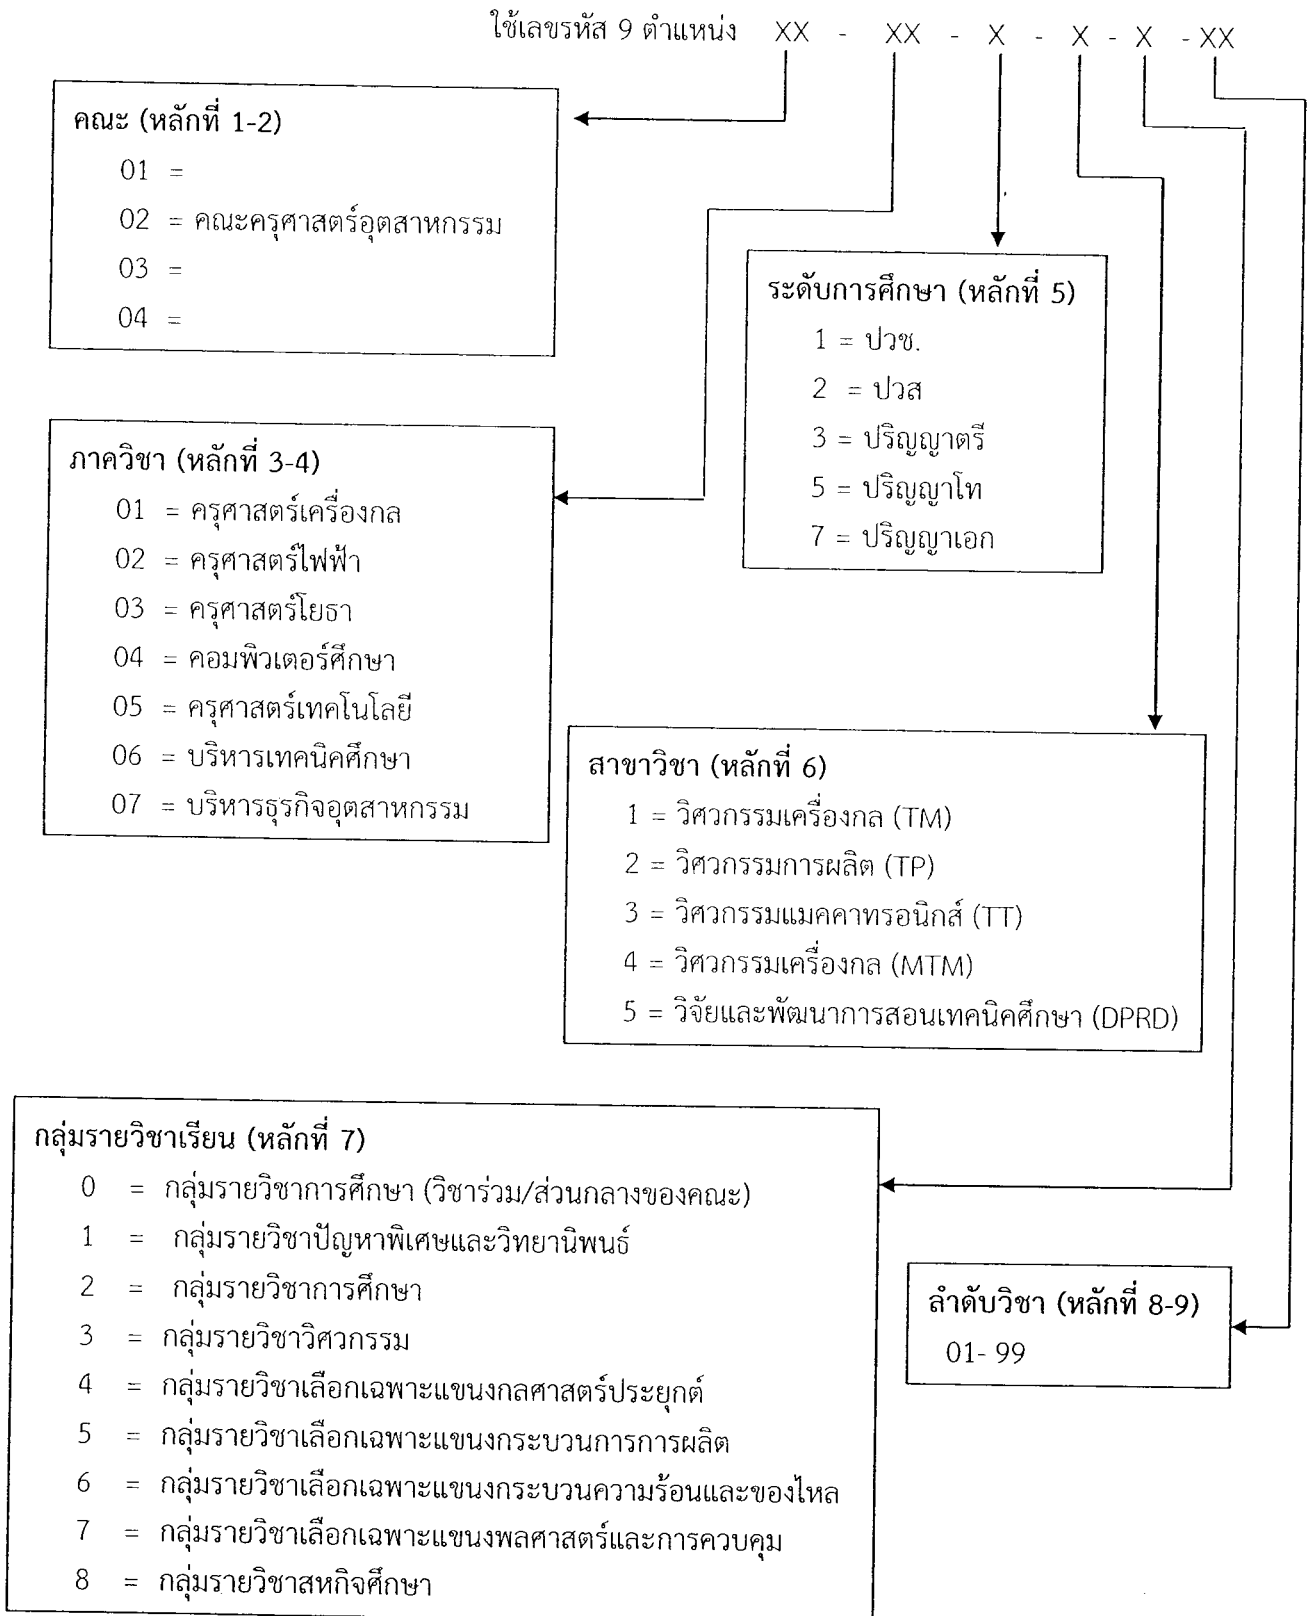 ใช้เลขรหัส 9 ตำแหน่ง XX - XX - X - X - X - XX
คณะ (หลักที่ 1-2)
01 =
02 = คณะครุศาสตร์อุตสาหกรรม
03 =
04 =
ระดับการศึกษา (หลักที่ 5)
1 = ปวช.
2 = ปวส
3 = ปริญญาตรี
5 = ปริญญาโท
7 = ปริญญาเอก
ภาควิชา (หลักที่ 3-4)
01 = ครุศาสตร์เครื่องกล
02 = ครุศาสตร์ไฟฟ้า
03 = ครุศาสตร์โยธา
04 = คอมพิวเตอร์ศึกษา
05 = ครุศาสตร์เทคโนโลยี
06 = บริหารเทคนิคศึกษา
07 = บริหารธุรกิจอุตสาหกรรม
สาขาวิชา (หลักที่ 6)
1 = วิศวกรรมเครื่องกล (TM)
2 = วิศวกรรมการผลิต (TP)
3 = วิศวกรรมแมคคาทรอนิกส์ (TT)
4 = วิศวกรรมเครื่องกล (MTM)
5 = วิจัยและพัฒนาการสอนเทคนิคศึกษา (DPRD)
กลุ่มรายวิชาเรียน (หลักที่ 7)
0 = กลุ่มรายวิชาการศึกษา (วิชาร่วม/ส่วนกลางของคณะ)
1 = กลุ่มรายวิชาปัญหาพิเศษและวิทยานิพนธ์
2 = กลุ่มรายวิชาการศึกษา
3 = กลุ่มรายวิชาวิศวกรรม
4 = กลุ่มรายวิชาเลือกเฉพาะแขนงกลศาสตร์ประยุกต์
5 = กลุ่มรายวิชาเลือกเฉพาะแขนงกระบวนการการผลิต
6 = กลุ่มรายวิชาเลือกเฉพาะแขนงกระบวนความร้อนและของไหล
7 = กลุ่มรายวิชาเลือกเฉพาะแขนงพลศาสตร์และการควบคุม
8 = กลุ่มรายวิชาสหกิจศึกษา
ลำดับวิชา (หลักที่ 8-9)
01- 99